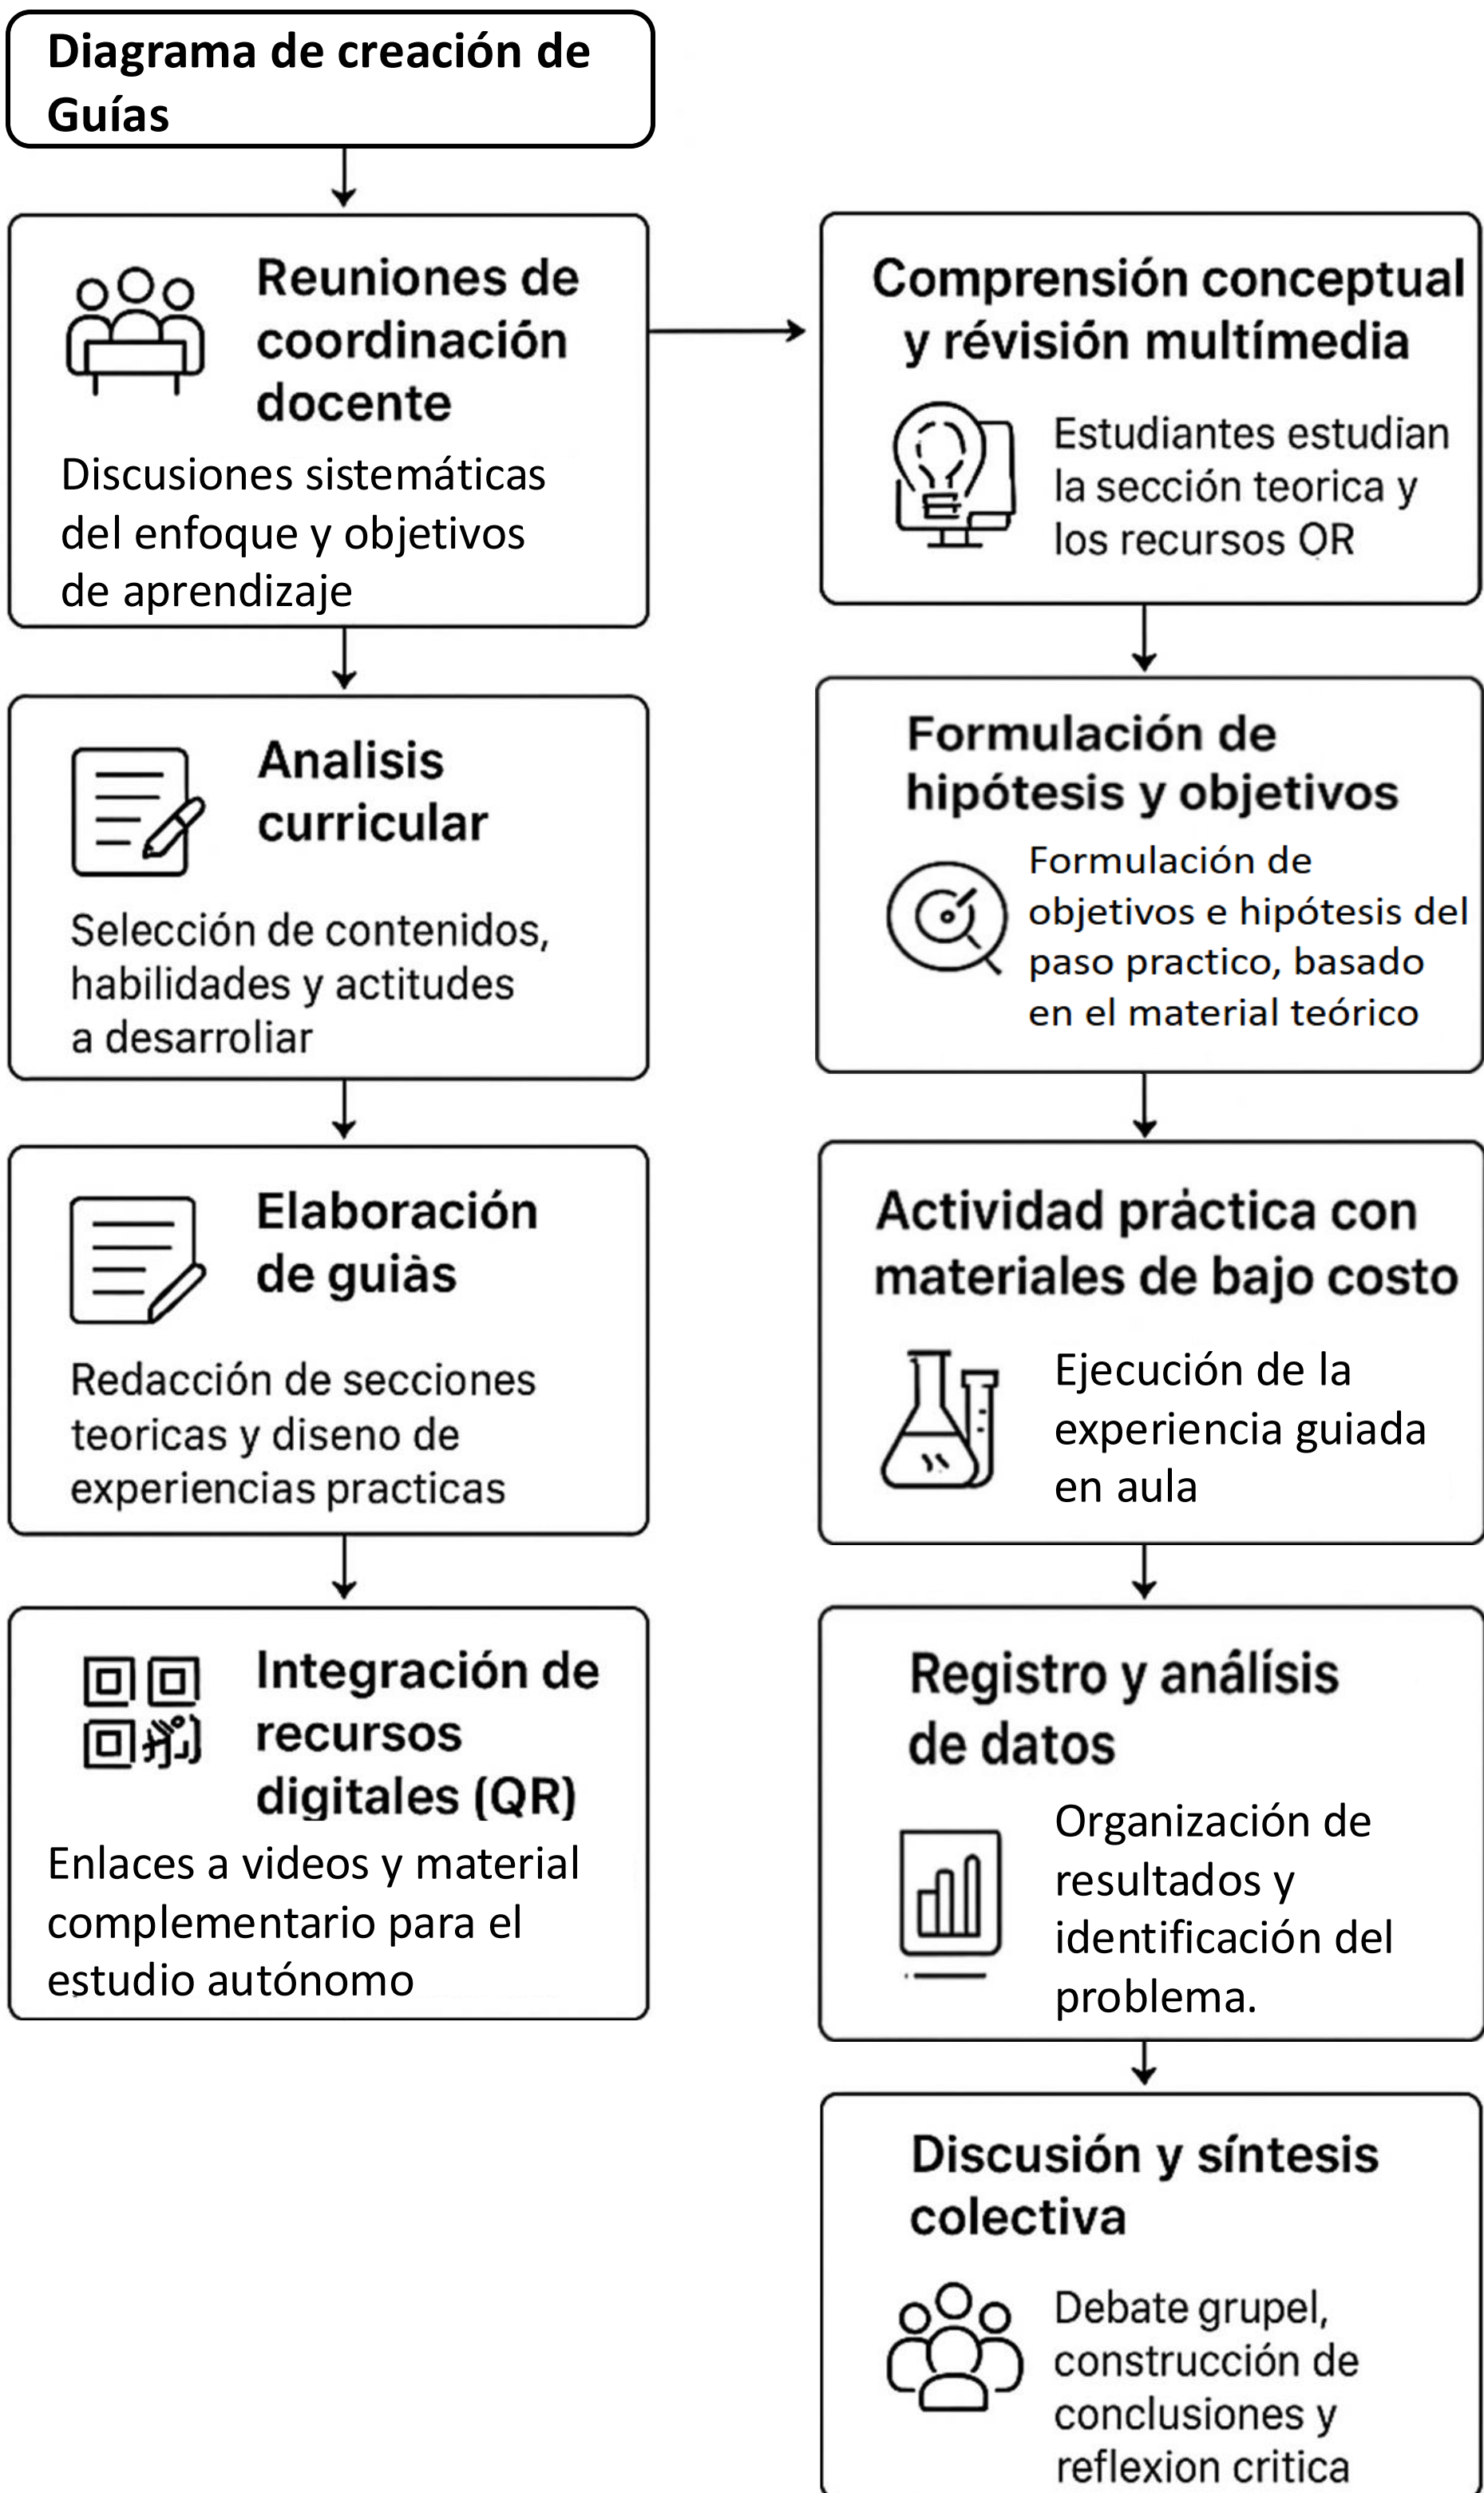 Diagrama de creación de
Guías
Reuniones de
coordinación
docente
Discusiones sistemáticas
del enfoque y objetivos
de aprendizaje
Analisis
curricular
Selección de contenidos,
habilidades y actitudes
a desarroliar
Elaboración
de guiàs
Redacción de secciones
teoricas y diseno de
experiencias practicas
Integración de
recursos
digitales (QR)
Enlaces a videos y material
complementario para el
estudio autónomo
Comprensión conceptual
y révisión multímedia
Estudiantes estudian
la sección teorica y
los recursos QR
Formulación de
hipótesis y objetivos
Formulación de
objetivos e hipótesis del
paso practico, basado
en el material teórico
Actividad práctica con
materiales de bajo costo
Ejecución de la
experiencia guiada
en aula
Registro y análísis
de datos
Organización de
resultados y
identificación del
problema.
Discusión y síntesis
colectiva
Debate grupel,
construcción de
conclusiones y
reflexion critica